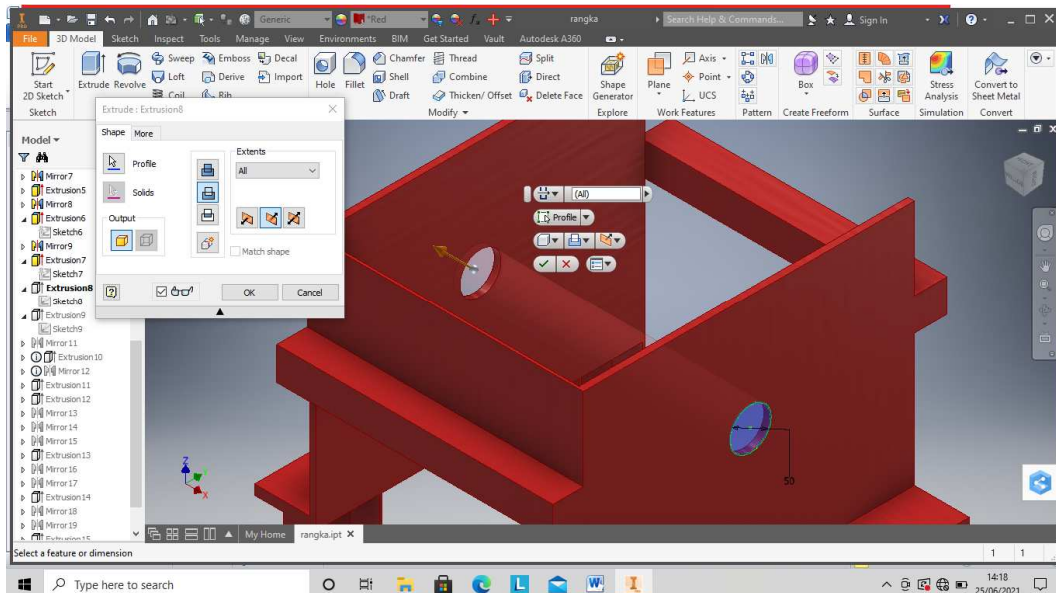 PRO
Generic
*Red
rangka
Search Help & Commands...
Sign In
File
3D Model
Sketch
Inspect
Tools
Manage
View
Environments
BIM
Get Started
Vault
Autodesk A360
Start
2D Sketch
Extrude
Revolve
Sweep
Emboss
Decal
Loft
Derive
Import
Coil
Rib
Hole
Fillet
Chamfer
Thread
Split
Shell
Combine
Direct
Draft
Thicken/ Offset
Delete Face
Shape
Generator
Plane
Axis
Point
UCS
Box
Stress
Analysis
Convert to
Sheet Metal
Sketch
Modify
Explore
Work Features
Pattern
Create Freeform
Surface
Simulation
Convert
Extrude : Extrusion8
Shape
More
Profile
Solids
Output
Extents
All
Match shape
OK
Cancel
Model
Mirror7
Extrusion5
Mirror8
Extrusion6
Sketch6
Mirror9
Extrusion7
Sketch7
Extrusion8
Sketch8
Extrusion9
Sketch9
Mirror11
Extrusion10
Mirror12
Extrusion11
Extrusion12
Mirror13
Mirror14
Mirror15
Extrusion13
Mirror16
Mirror17
Extrusion14
Mirror18
Mirror19
Extrusion15
(All)
Profile
50
Z
X
My Home
rangka.ipt
Select a feature or dimension
1
1
Type here to search
14:18
25/06/2021